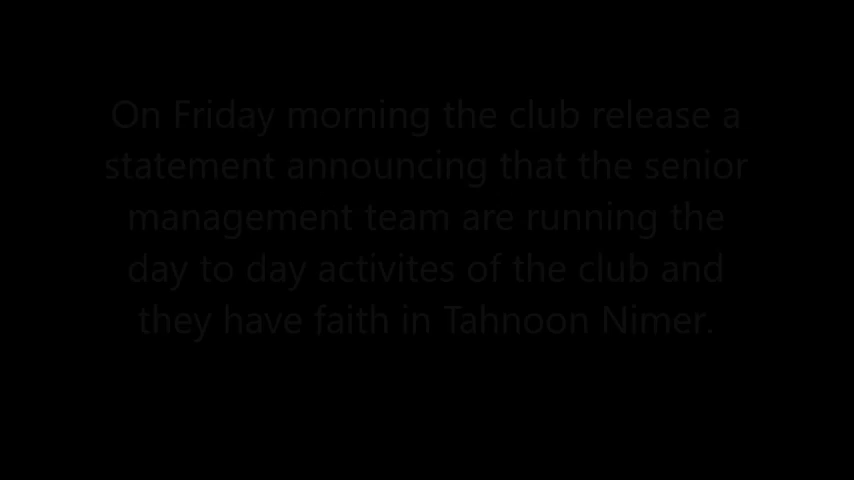 On Friday morning the club release a
statement announcing that the senior
management team are running the
day to day activites of the club and
they have faith in Tahnoon Nimer.